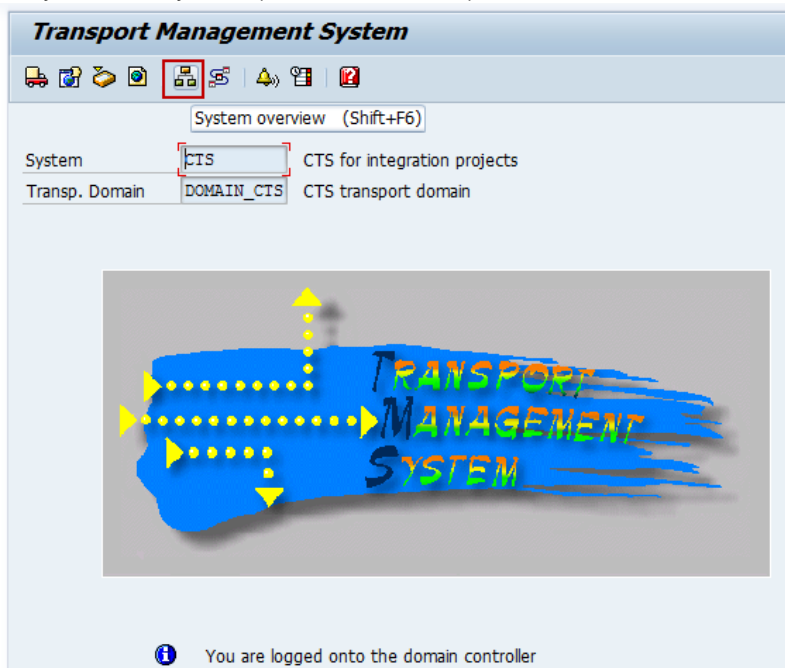 Transport Management System
System overview (Shift+F6)
System CTS CTS for integration projects
Transp. Domain DOMAIN_CTS CTS transport domain
TRANSPORT
MANAGEMENT
SYSTEM
You are logged onto the domain controller